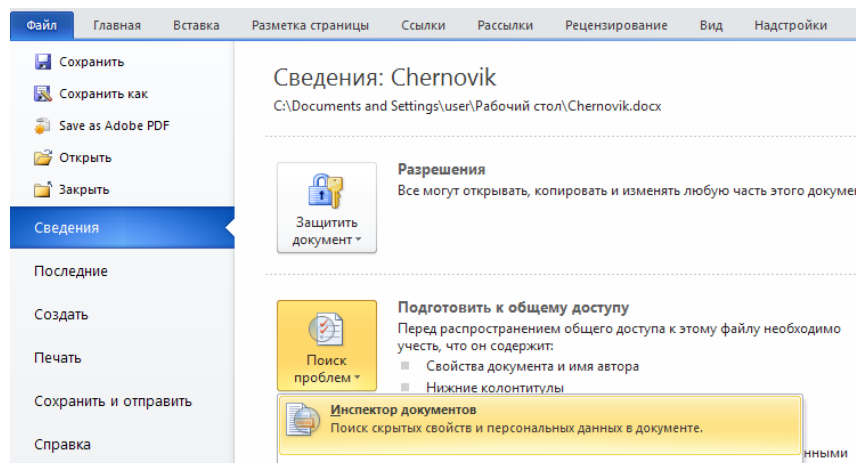 Файл Главная Вставка Разметка страницы Ссылки Рассылки Рецензирование Вид Надстройки
Сохранить
Сохранить как
Save as Adobe PDF
Открыть
Закрыть
Сведения
Последние
Создать
Печать
Сохранить и отправить
Справка
Сведения: Chernovik
C:\Documents and Settings\user\Рабочий стол\Chernovik.docx
Защитить
документ
Разрешения
Все могут открывать, копировать и изменять любую часть этого
Поиск
проблем
Подготовить к общему доступу
Перед распространением общего доступа к этому файлу необходимо
учесть, что он содержит:
Свойства документа и имя автора
Нижние колонтитулы
Инспектор документов
Поиск скрытых свойств и персональных данных в документе.